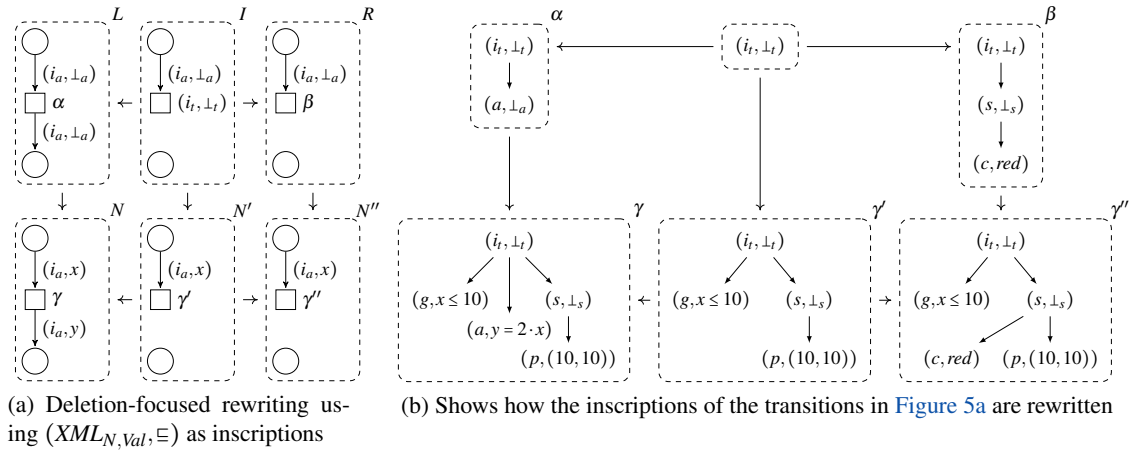 L I R
(i_a,⊥_a) (i_a,⊥_a) (i_a,⊥_a)
α (i_t,⊥_t) β
(i_a,⊥_a)
N N′ N″
(i_a,x) (i_a,x) (i_a,x)
γ γ′ γ″
(i_a,y)
(a) Deletion-focused rewriting us-
ing (XML_{N,Val},⊑) as inscriptions
α β
(i_t,⊥_t) (i_t,⊥_t) (i_t,⊥_t)
(a,⊥_a) (s,⊥_s)
(c,red)
γ γ′ γ″
(i_t,⊥_t) (i_t,⊥_t) (i_t,⊥_t)
(g,x ≤ 10) (s,⊥_s) (g,x ≤ 10) (s,⊥_s) (g,x ≤ 10) (s,⊥_s)
(a,y = 2·x)
(p,(10,10)) (p,(10,10)) (c,red) (p,(10,10))
(b) Shows how the inscriptions of the transitions in Figure 5a are rewritten